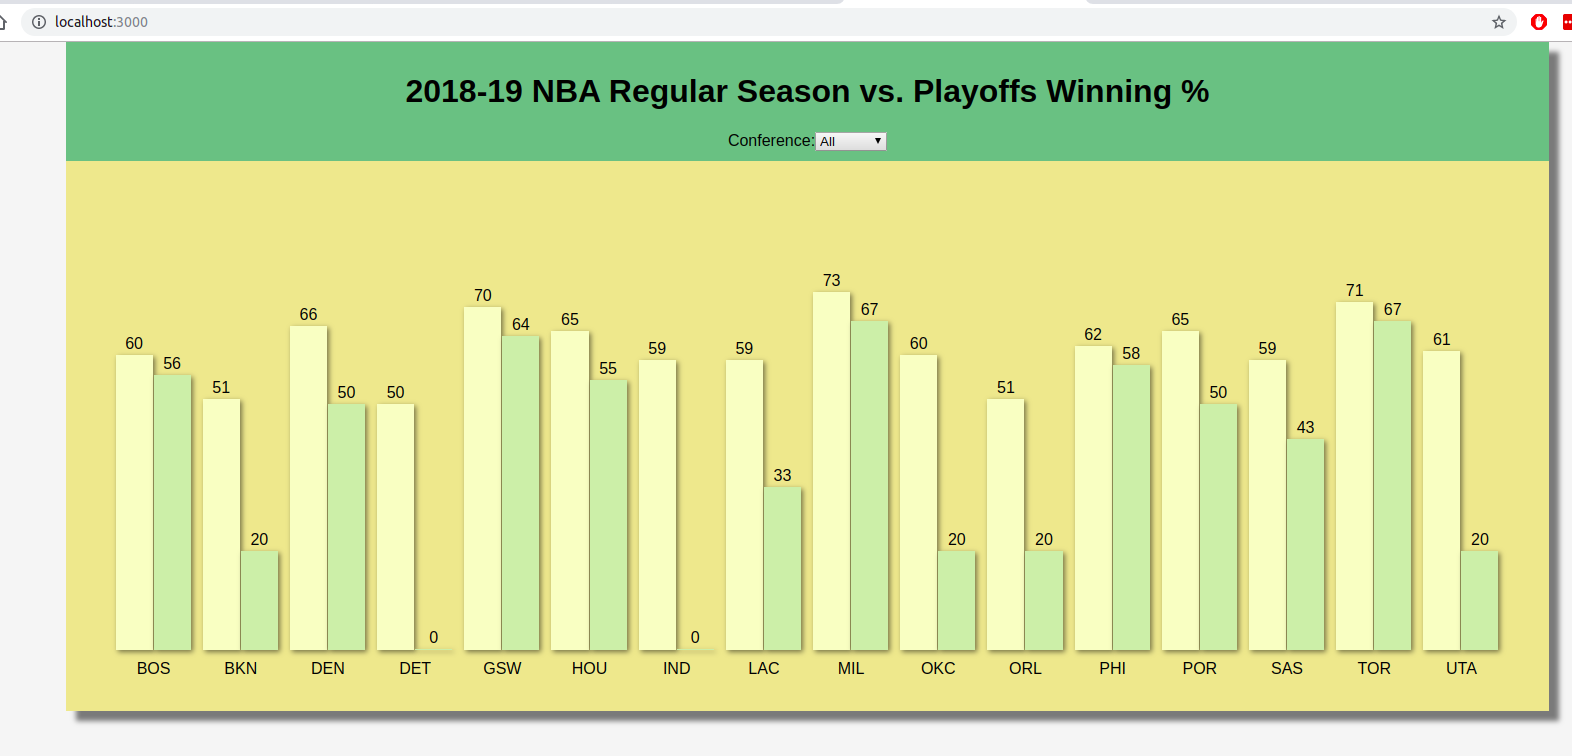 localhost:3000
2018-19 NBA Regular Season vs. Playoffs Winning %
Conference: All
60 56 51 20 66 50 50 0 70 64 65 55 59 0 59 33 73 67 60 20 51 20 62 58 65 50 59 43 71 67 61 20
BOS BKN DEN DET GSW HOU IND LAC MIL OKC ORL PHI POR SAS TOR UTA